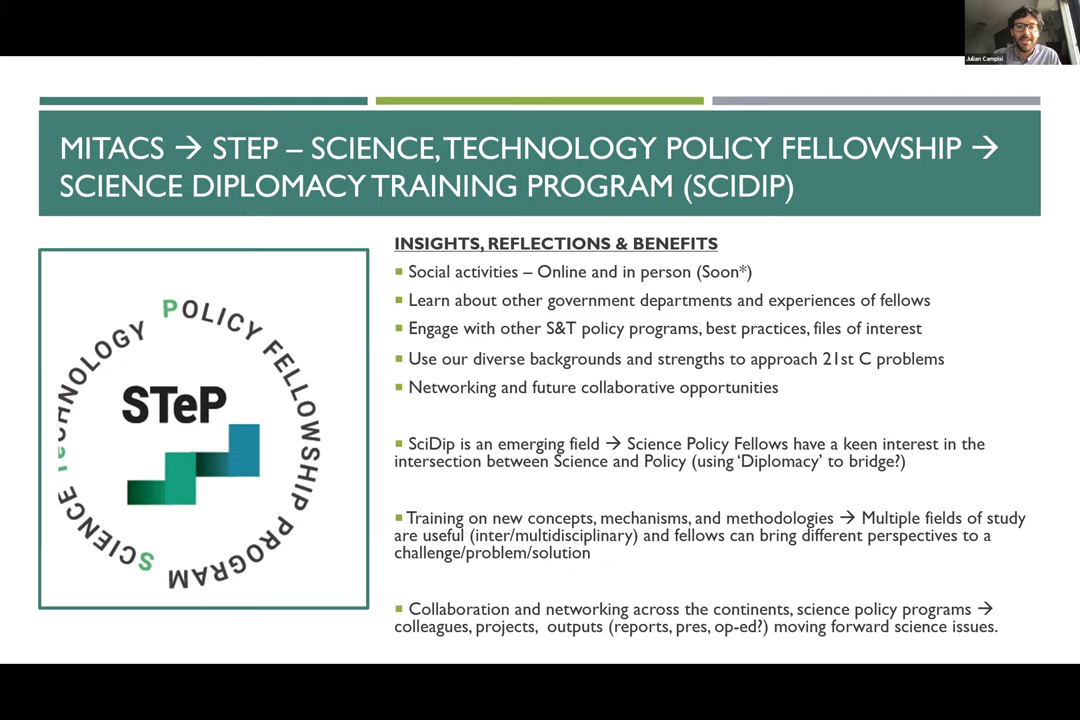 Julian Campisi
MITACS → STEP – SCIENCE, TECHNOLOGY POLICY FELLOWSHIP →
SCIENCE DIPLOMACY TRAINING PROGRAM (SCIDIP)
SCIENCE TeCHNOLOGY POLICY FELLOWSHIP PROGRAM
STeP
INSIGHTS, REFLECTIONS & BENEFITS
▪ Social activities – Online and in person (Soon*)
▪ Learn about other government departments and experiences of fellows
▪ Engage with other S&T policy programs, best practices, files of interest
▪ Use our diverse backgrounds and strengths to approach 21st C problems
▪ Networking and future collaborative opportunities
▪ SciDip is an emerging field → Science Policy Fellows have a keen interest in the
intersection between Science and Policy (using ‘Diplomacy’ to bridge?)
▪ Training on new concepts, mechanisms, and methodologies → Multiple fields of study
are useful (inter/multidisciplinary) and fellows can bring different perspectives to a
challenge/problem/solution
▪ Collaboration and networking across the continents, science policy programs →
colleagues, projects, outputs (reports, pres, op-ed?) moving forward science issues.